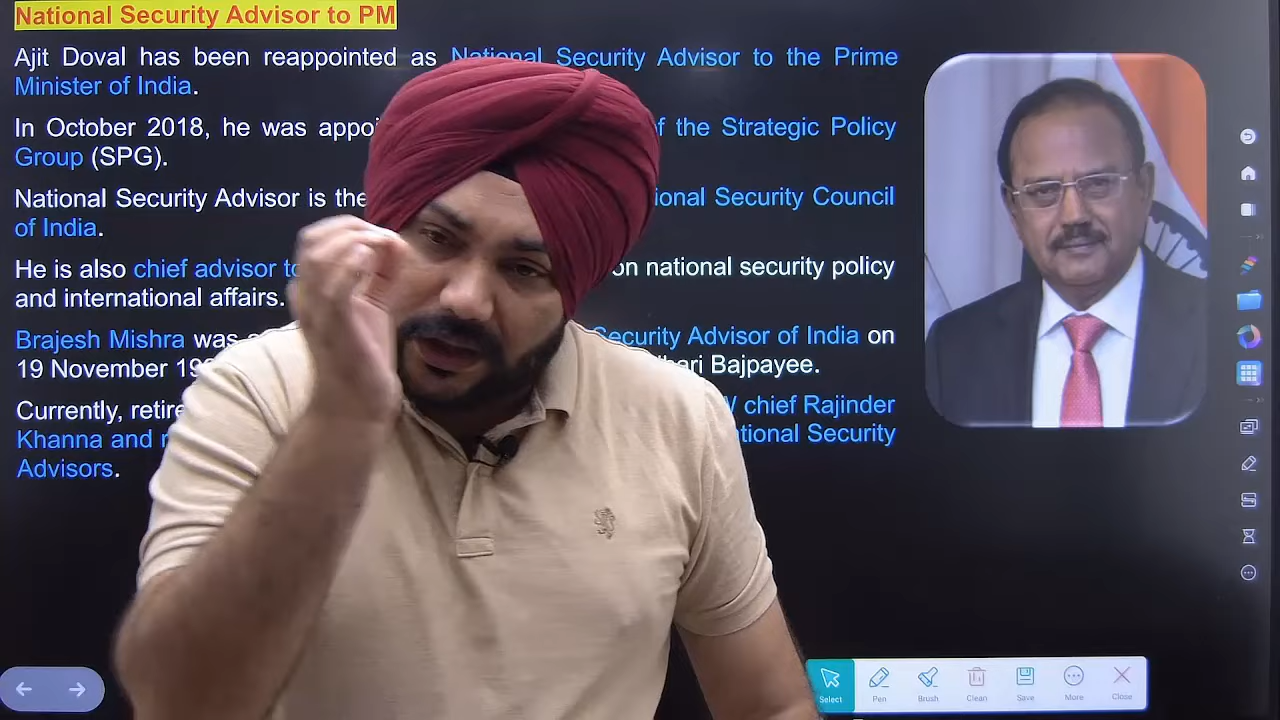 National Security Advisor to PM
Ajit Doval has been reappointed as National Security Advisor to the Prime
Minister of India.
In October 2018, he was of the Strategic Policy
Group (SPG).
National Security Advisor is the Security Council
of India.
He is also chief advisor on national security policy
and international affairs.
Brajesh Mishra was Security Advisor of India on
19 November Bajpayee.
Currently, chief Rajinder
Khanna and Security
Advisors.
Select
Pen
Brush
Clean
Save
More
Close